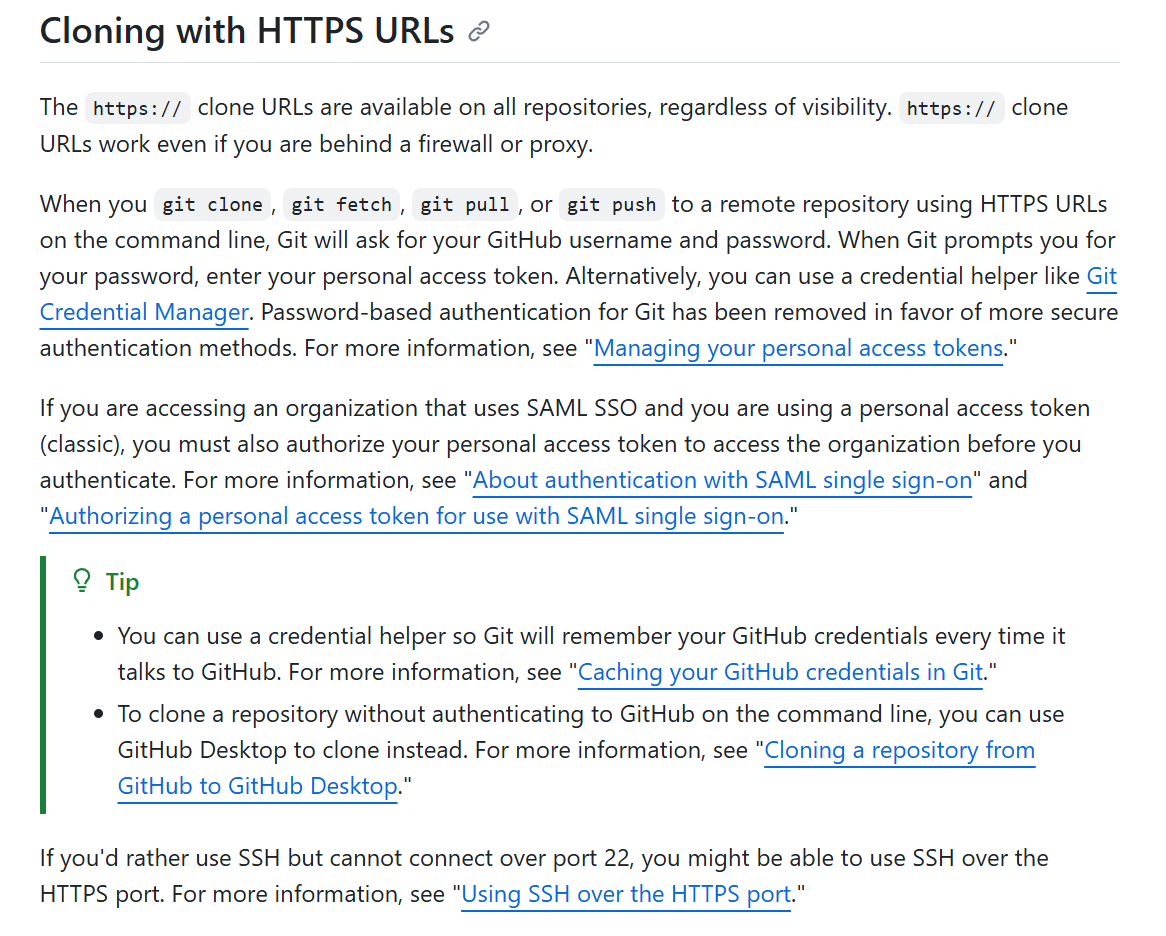 Cloning with HTTPS URLs
The https:// clone URLs are available on all repositories, regardless of visibility. https:// clone
URLs work even if you are behind a firewall or proxy.
When you git clone, git fetch, git pull, or git push to a remote repository using HTTPS URLs
on the command line, Git will ask for your GitHub username and password. When Git prompts you for
your password, enter your personal access token. Alternatively, you can use a credential helper like Git
Credential Manager. Password-based authentication for Git has been removed in favor of more secure
authentication methods. For more information, see "Managing your personal access tokens."
If you are accessing an organization that uses SAML SSO and you are using a personal access token
(classic), you must also authorize your personal access token to access the organization before you
authenticate. For more information, see "About authentication with SAML single sign-on" and
"Authorizing a personal access token for use with SAML single sign-on."
Tip
• You can use a credential helper so Git will remember your GitHub credentials every time it
talks to GitHub. For more information, see "Caching your GitHub credentials in Git."
• To clone a repository without authenticating to GitHub on the command line, you can use
GitHub Desktop to clone instead. For more information, see "Cloning a repository from
GitHub to GitHub Desktop."
If you'd rather use SSH but cannot connect over port 22, you might be able to use SSH over the
HTTPS port. For more information, see "Using SSH over the HTTPS port."